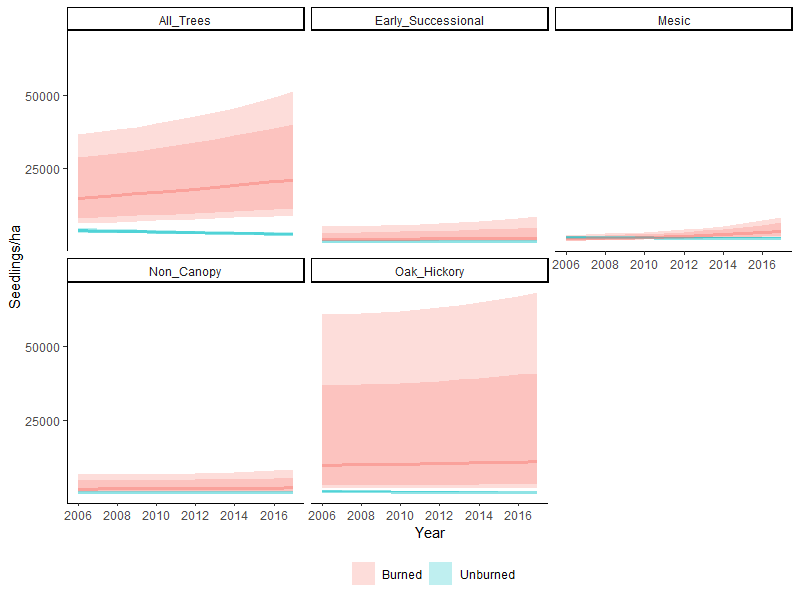 All_Trees Early_Successional Mesic
50000
25000
2006 2008 2010 2012 2014 2016
Seedlings/ha
Non_Canopy Oak_Hickory
50000
25000
2006 2008 2010 2012 2014 2016 2006 2008 2010 2012 2014 2016
Year
Burned Unburned